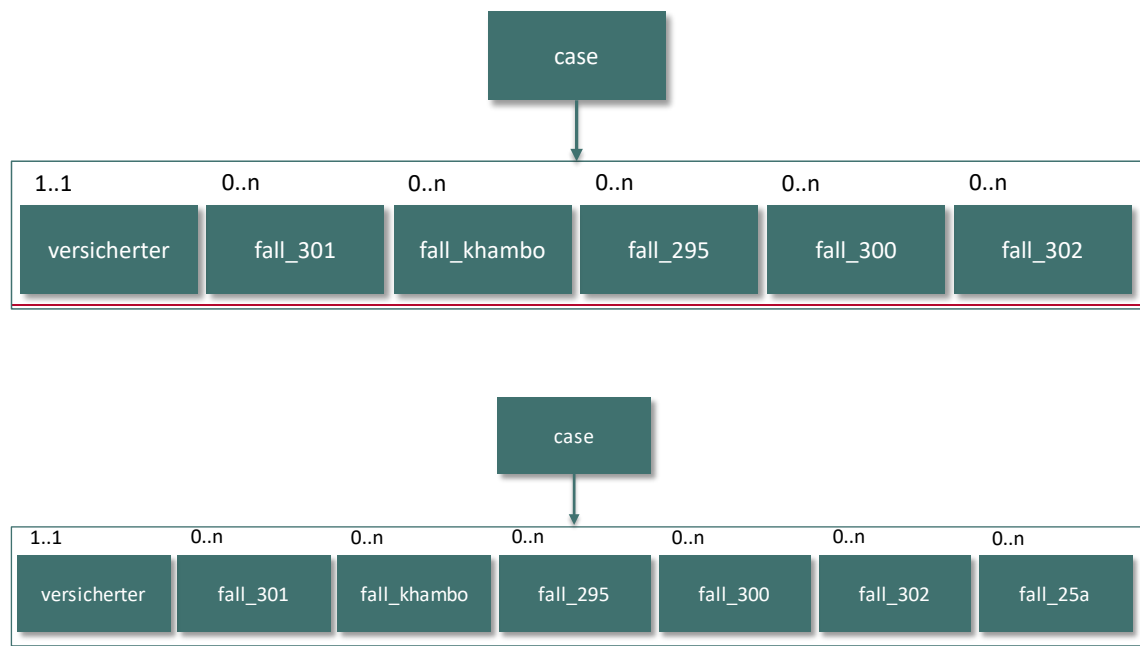 case
1..1 0..n 0..n 0..n 0..n 0..n
versicherter fall_301 fall_khambo fall_295 fall_300 fall_302
case
1..1 0..n 0..n 0..n 0..n 0..n 0..n
versicherter fall_301 fall_khambo fall_295 fall_300 fall_302 fall_25a